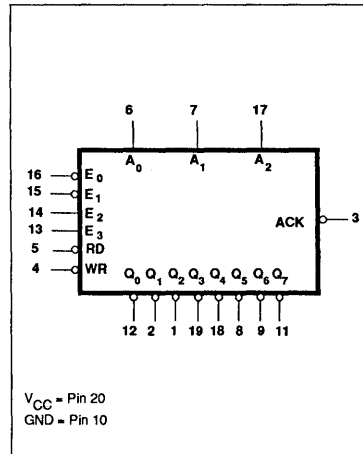 6 7 17
A0 A1 A2
16 E0
15 E1
14 E2
13 E3
ACK 3
5 RD
4 WR
Q0 Q1 Q2 Q3 Q4 Q5 Q6 Q7
12 2 1 19 18 8 9 11
VCC = Pin 20
GND = Pin 10